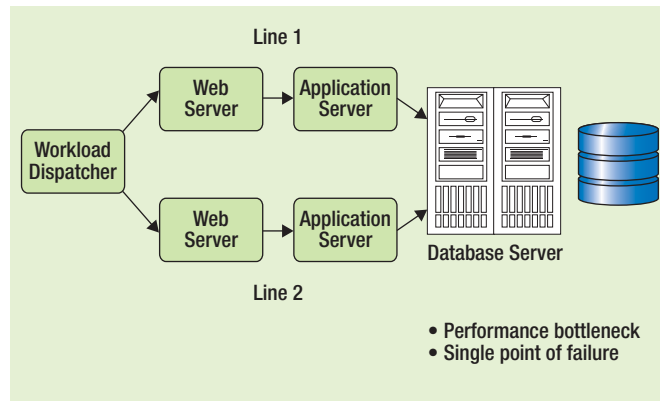 Line 1
Web
Server
Application
Server
Workload
Dispatcher
Web
Server
Application
Server
Database Server
Line 2
• Performance bottleneck
• Single point of failure